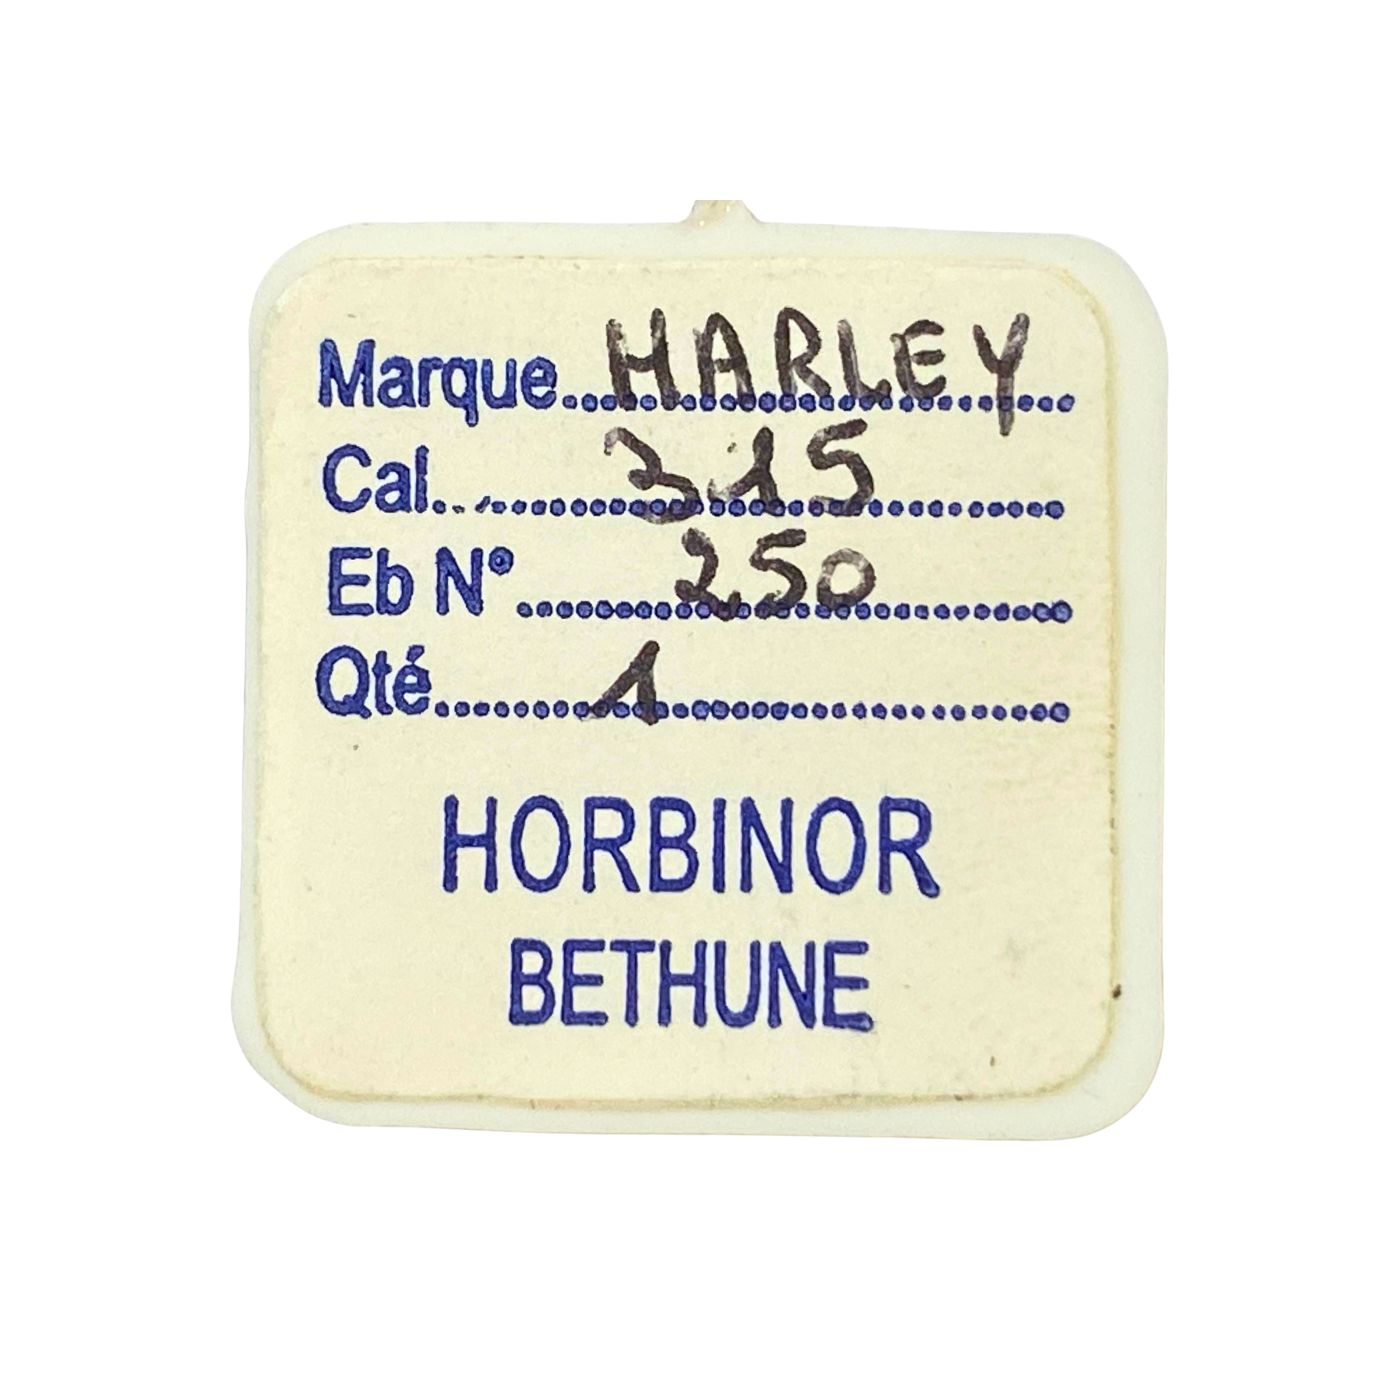 Marque HARLEY
Cal. 315
Eb N° 250
Qté 1
HORBINOR
BETHUNE